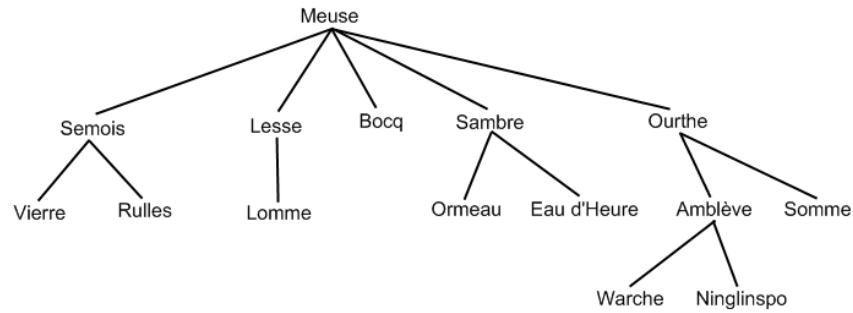 Meuse
Semois Lesse Bocq Sambre Ourthe
Vierre Rulles Lomme Ormeau Eau d'Heure Amblève Somme
Warche Ninglinspo